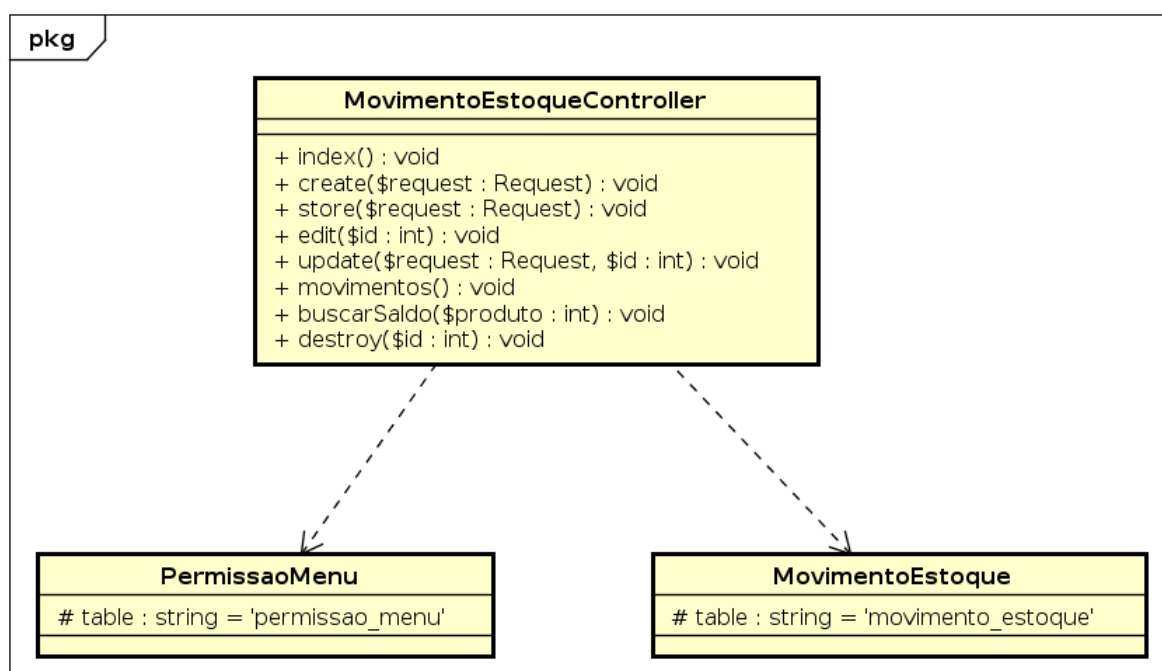 pkg
MovimentoEstoqueController
+ index() : void
+ create($request : Request) : void
+ store($request : Request) : void
+ edit($id : int) : void
+ update($request : Request, $id : int) : void
+ movimentos() : void
+ buscarSaldo($produto : int) : void
+ destroy($id : int) : void
PermissaoMenu
# table : string = 'permissao_menu'
MovimentoEstoque
# table : string = 'movimento_estoque'